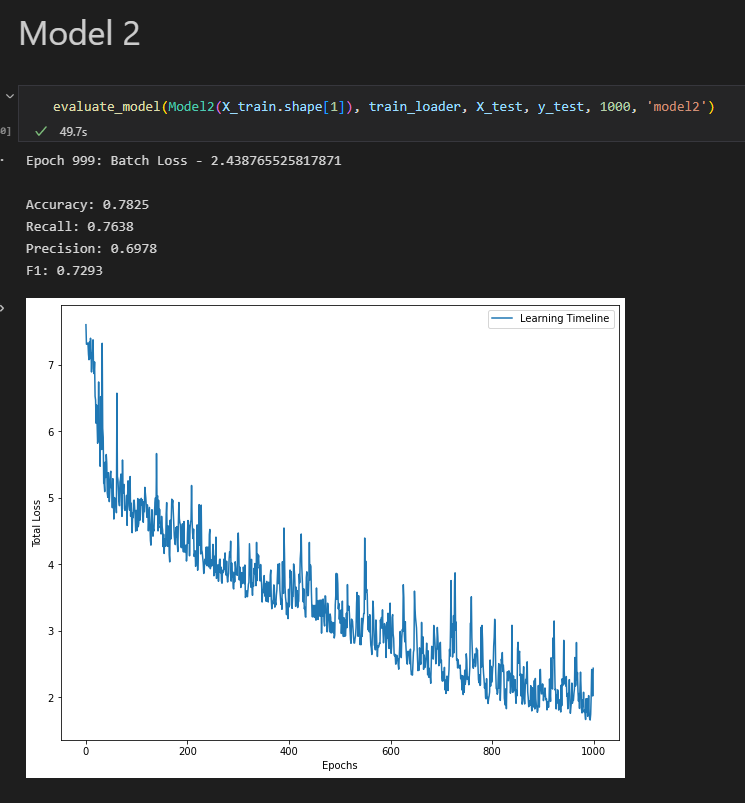 Model 2
evaluate_model(Model2(X_train.shape[1]), train_loader, X_test, y_test, 1000, 'model2')
0]
49.7s
Epoch 999: Batch Loss - 2.438765525817871
Accuracy: 0.7825
Recall: 0.7638
Precision: 0.6978
F1: 0.7293
Learning Timeline
7
6
5
4
3
2
Total Loss
0 200 400 600 800 1000
Epochs